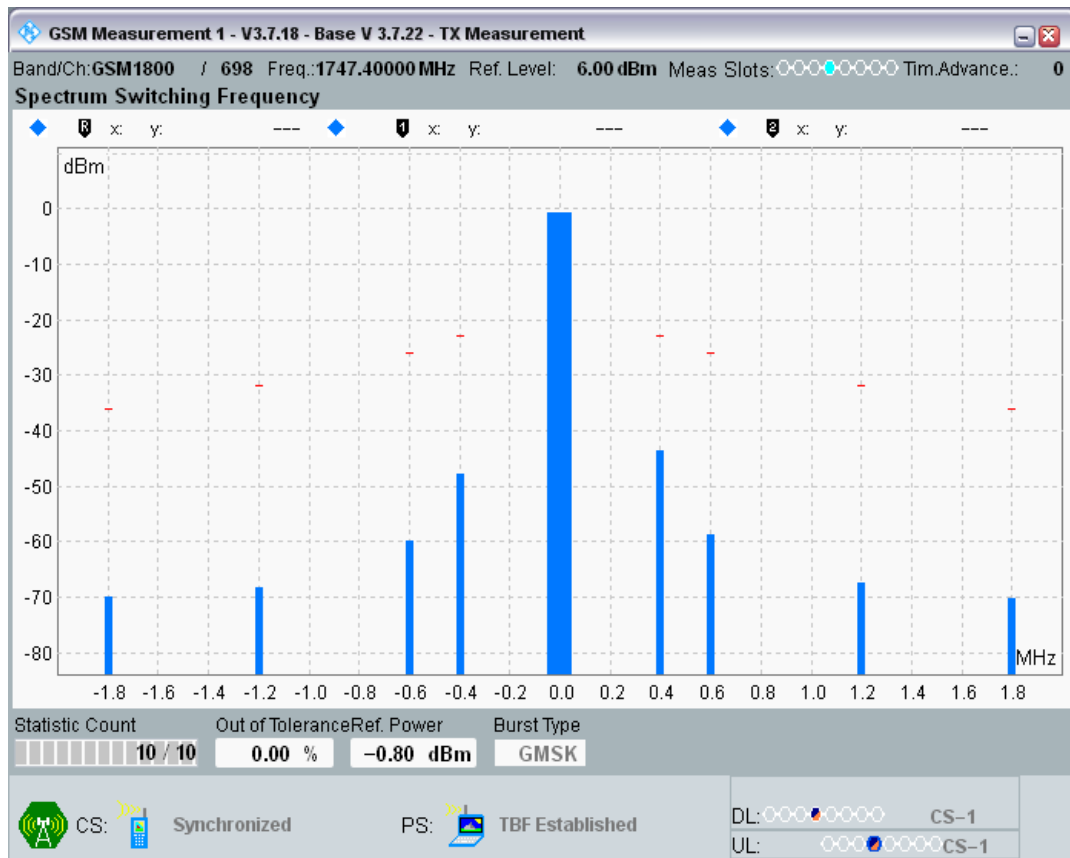 GSM Measurement 1 - V3.7.18 - Base V 3.7.22 - TX Measurement
Band/Ch:GSM1800 / 698 Freq.:1747.40000 MHz Ref. Level: 6.00 dBm Meas Slots: Tim.Advance.: 0
Spectrum Switching Frequency
R x: y: --- 1 x: y: --- 2 x: y: ---
dBm
0
-10
-20
-30
-40
-50
-60
-70
-80
MHz
-1.8 -1.6 -1.4 -1.2 -1.0 -0.8 -0.6 -0.4 -0.2 0.0 0.2 0.4 0.6 0.8 1.0 1.2 1.4 1.6 1.8
Statistic Count Out of Tolerance Ref. Power Burst Type
10 / 10 0.00 % −0.80 dBm GMSK
CS: Synchronized PS: TBF Established
DL: CS−1
UL: CS−1